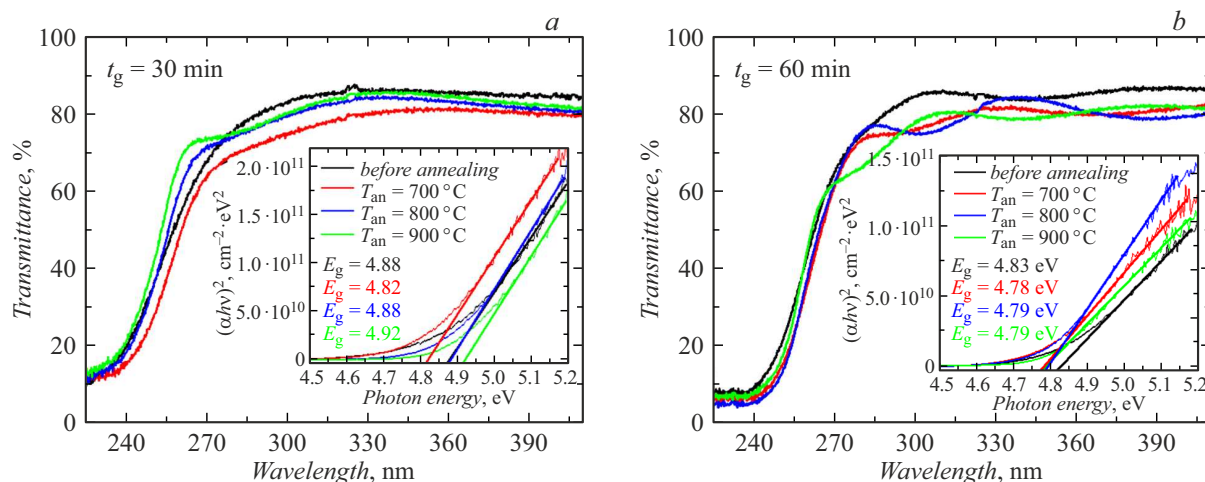 a
100
80
60
40
20
0
Transmittance, %
t_g = 30 min
2.0·10^11
1.5·10^11
1.0·10^11
5.0·10^10
0
(αhν)^2, cm^−2·eV^2
before annealing
T_an = 700 °C
T_an = 800 °C
T_an = 900 °C
E_g = 4.88
E_g = 4.82
E_g = 4.88
E_g = 4.92
4.5 4.6 4.7 4.8 4.9 5.0 5.1 5.2
Photon energy, eV
240 270 300 330 360 390
Wavelength, nm
b
100
80
60
40
20
0
Transmittance, %
t_g = 60 min
1.5·10^11
1.0·10^11
5.0·10^10
0
(αhν)^2, cm^−2·eV^2
before annealing
T_an = 700 °C
T_an = 800 °C
T_an = 900 °C
E_g = 4.83 eV
E_g = 4.78 eV
E_g = 4.79 eV
E_g = 4.79 eV
4.5 4.6 4.7 4.8 4.9 5.0 5.1 5.2
Photon energy, eV
240 270 300 330 360 390
Wavelength, nm